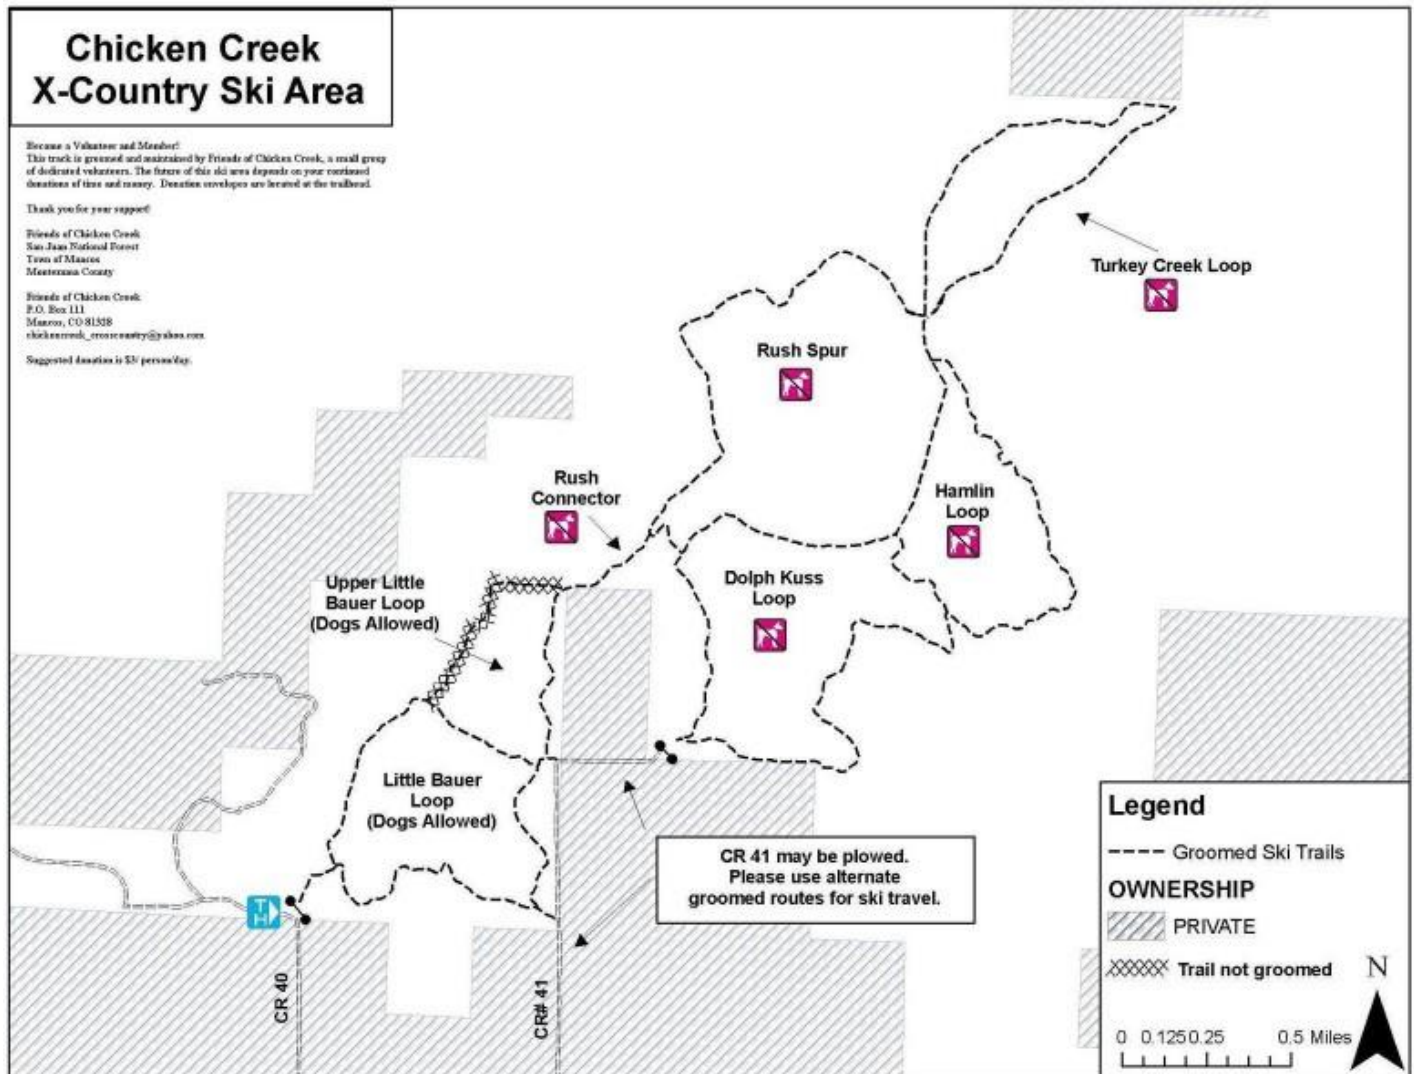 Chicken Creek
X-Country Ski Area
Become a Volunteer and Member!
This track is groomed and maintained by Friends of Chicken Creek, a small group
of dedicated volunteers. The future of this ski area depends on your continued
donations of time and money. Donation envelopes are located at the trailhead.
Thank you for your support!
Friends of Chicken Creek
San Juan National Forest
Town of Mancos
Montezuma County
Friends of Chicken Creek
P.O. Box 111
Mancos, CO 81328
chickencreek_crosscountry@yahoo.com
Suggested donation is $3/ person/day.
Turkey Creek Loop
Rush Spur
Rush
Connector
Hamlin
Loop
Upper Little
Bauer Loop
(Dogs Allowed)
Dolph Kuss
Loop
Little Bauer
Loop
(Dogs Allowed)
CR 41 may be plowed.
Please use alternate
groomed routes for ski travel.
T
H
CR 40
CR# 41
Legend
Groomed Ski Trails
OWNERSHIP
PRIVATE
Trail not groomed
N
0 0.125 0.25 0.5 Miles